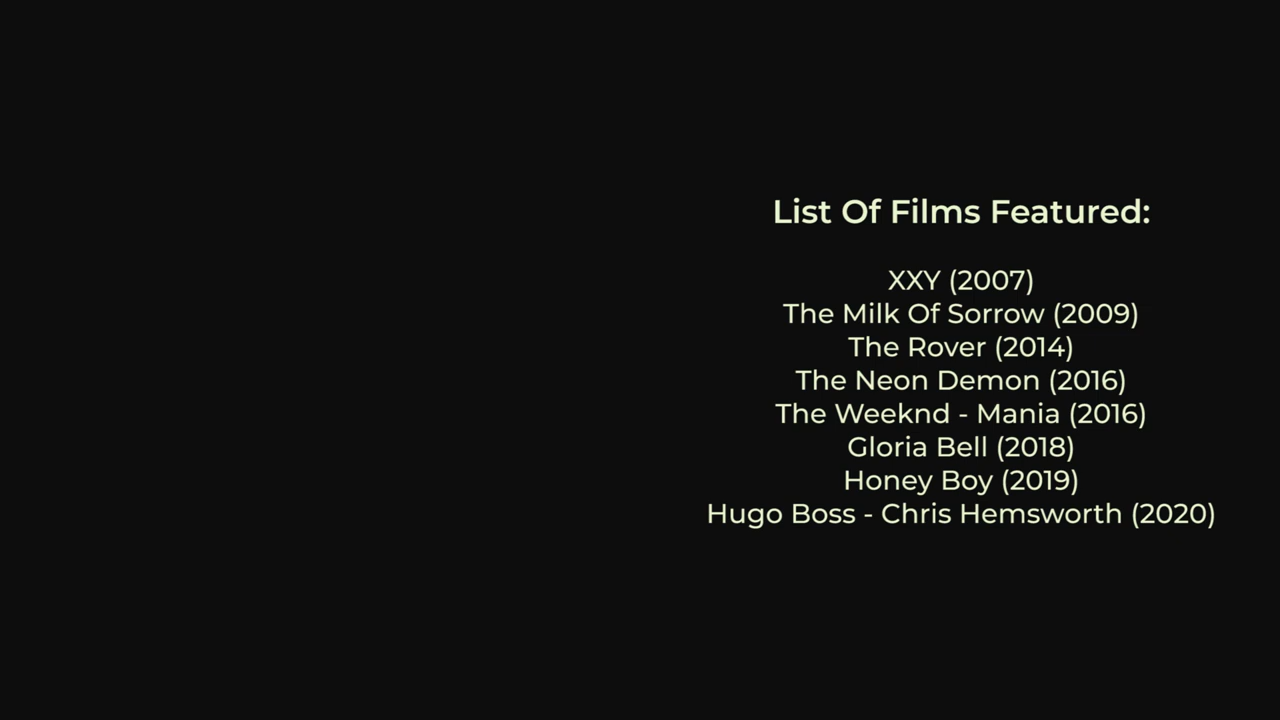 List Of Films Featured:
XXY (2007)
The Milk Of Sorrow (2009)
The Rover (2014)
The Neon Demon (2016)
The Weeknd - Mania (2016)
Gloria Bell (2018)
Honey Boy (2019)
Hugo Boss - Chris Hemsworth (2020)